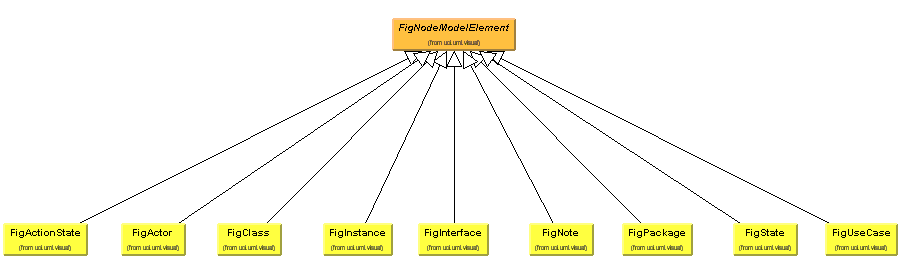 FigNodeModelElement
(from uci.uml.visual)
FigActionState
(from uci.uml.visual)
FigActor
(from uci.uml.visual)
FigClass
(from uci.uml.visual)
FigInstance
(from uci.uml.visual)
FigInterface
(from uci.uml.visual)
FigNote
(from uci.uml.visual)
FigPackage
(from uci.uml.visual)
FigState
(from uci.uml.visual)
FigUseCase
(from uci.uml.visual)